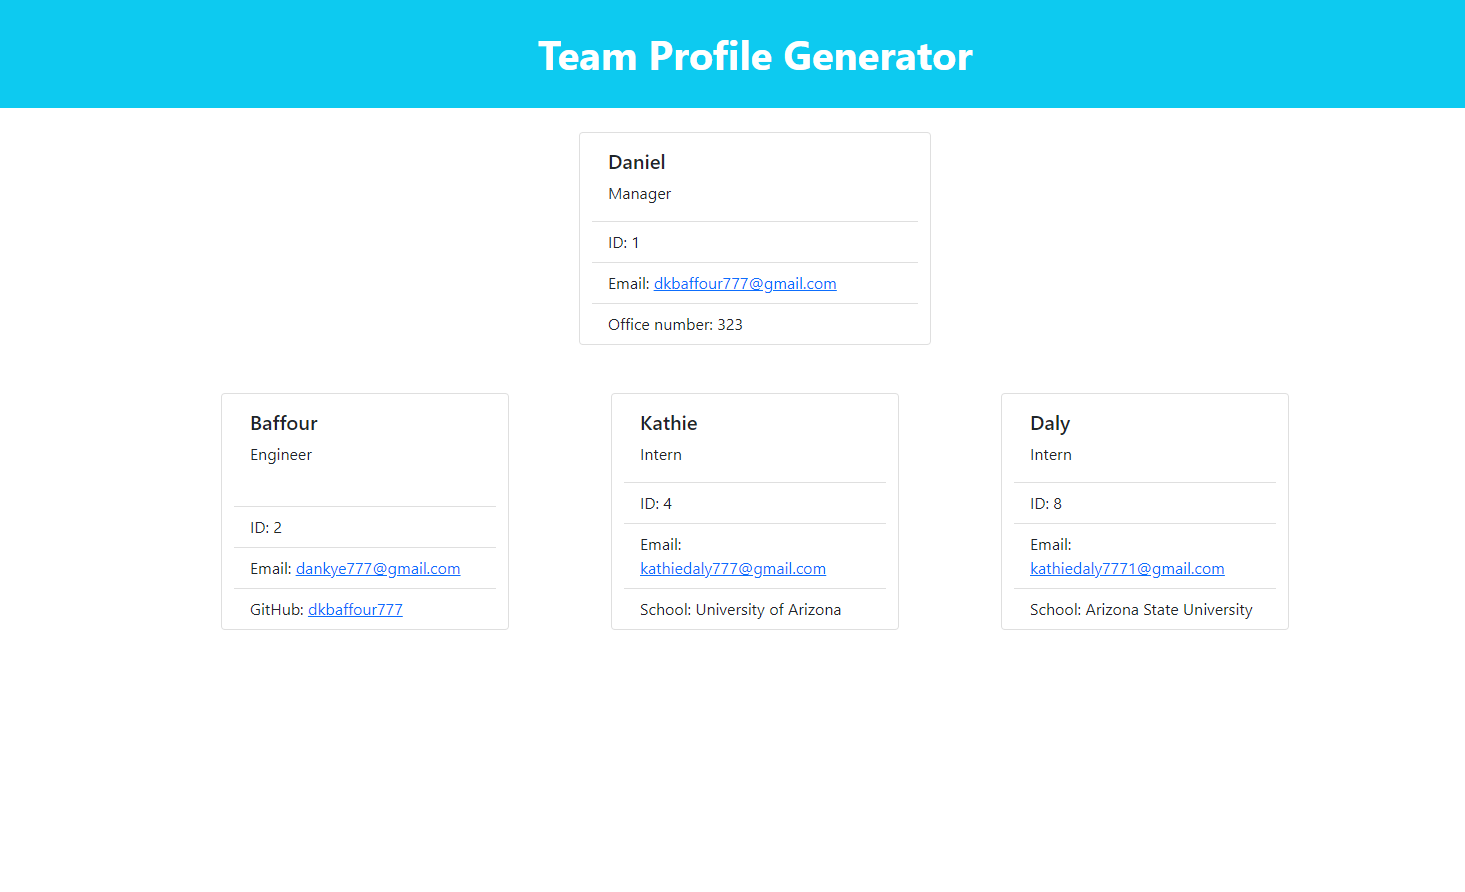 Team Profile Generator
Daniel
Manager
ID: 1
Email: dkbaffour777@gmail.com
Office number: 323
Baffour
Engineer
ID: 2
Email: dankye777@gmail.com
GitHub: dkbaffour777
Kathie
Intern
ID: 4
Email:
kathiedaly777@gmail.com
School: University of Arizona
Daly
Intern
ID: 8
Email:
kathiedaly7771@gmail.com
School: Arizona State University